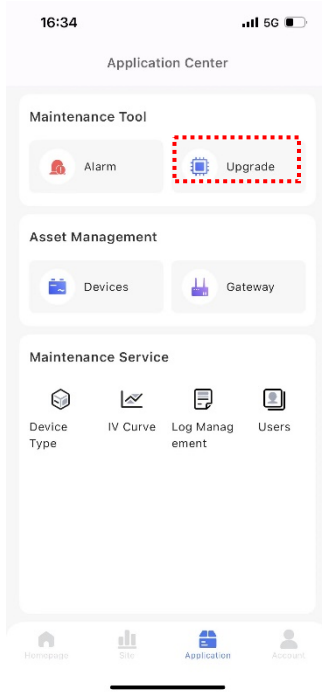 16:34 5G
Application Center
Maintenance Tool
Alarm Upgrade
Asset Management
Devices Gateway
Maintenance Service
Device IV Curve Log Manag Users
Type ement
Homepage Site Application Account